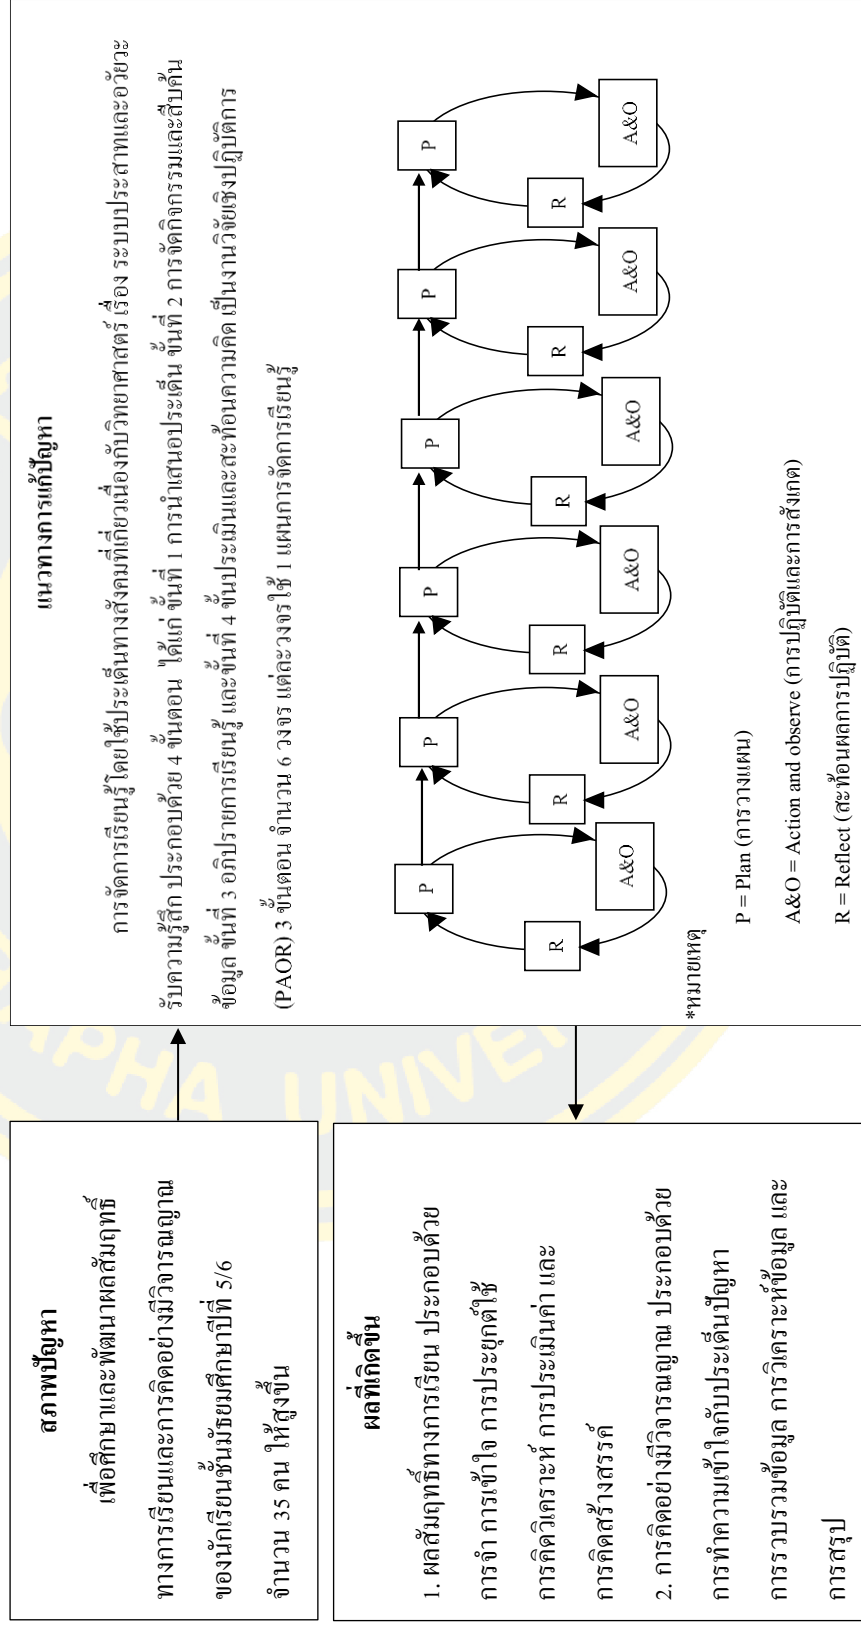 สภาพปัญหา
เพื่อศึกษาและพัฒนาผลสัมฤทธิ์
ทางการเรียนและการคิดอย่างมีวิจารณญาณ
ของนักเรียนชั้นมัธยมศึกษาปีที่ 5/6
จำนวน 35 คน ให้สูงขึ้น
แนวทางการแก้ปัญหา
การจัดการเรียนรู้โดยใช้ประเด็นทางสังคมที่เกี่ยวเนื่องกับวิทยาศาสตร์ เรื่อง ระบบประสาทและอวัยวะ
รับความรู้สึก ประกอบด้วย 4 ขั้นตอน ได้แก่ ขั้นที่ 1 การนำเสนอประเด็น ขั้นที่ 2 การจัดกิจกรรมและสืบค้น
ข้อมูล ขั้นที่ 3 อภิปรายการเรียนรู้ และขั้นที่ 4 ขั้นประเมินและสะท้อนความคิด เป็นงานวิจัยเชิงปฏิบัติการ
(PAOR) 3 ขั้นตอน จำนวน 6 วงจร แต่ละวงจรใช้ 1 แผนการจัดการเรียนรู้
P
R
A&O
P
R
A&O
P
R
A&O
P
R
A&O
P
R
A&O
P
R
A&O
*หมายเหตุ
P = Plan (การวางแผน)
A&O = Action and observe (การปฏิบัติและการสังเกต)
R = Reflect (สะท้อนผลการปฏิบัติ)
ผลที่เกิดขึ้น
1. ผลสัมฤทธิ์ทางการเรียน ประกอบด้วย
การจำ การเข้าใจ การประยุกต์ใช้
การคิดวิเคราะห์ การประเมินค่า และ
การคิดสร้างสรรค์
2. การคิดอย่างมีวิจารณญาณ ประกอบด้วย
การทำความเข้าใจกับประเด็นปัญหา
การรวบรวมข้อมูล การวิเคราะห์ข้อมูล และ
การสรุป